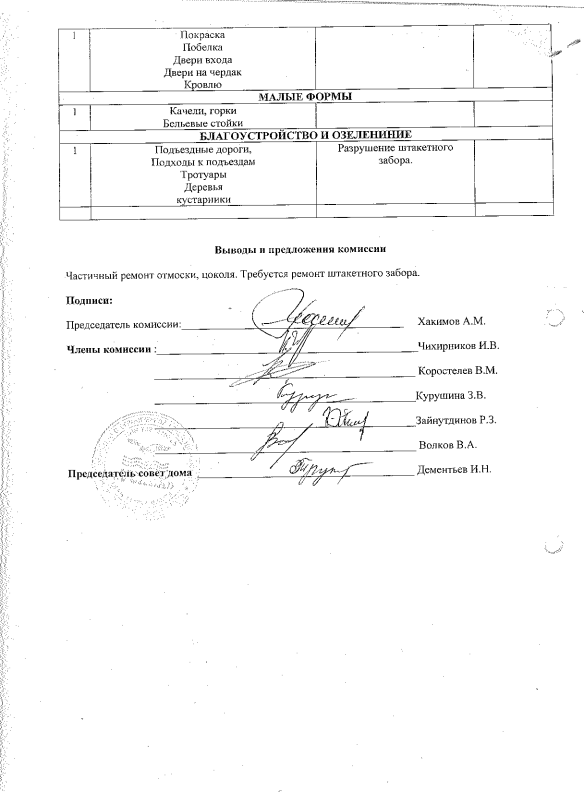 1 Покраска
Побелка
Двери входа
Двери на чердак
Кровлю
МАЛЫЕ ФОРМЫ
1 Качели, горки
Бельевые стойки
БЛАГОУСТРОЙСТВО И ОЗЕЛЕНИНИЕ
1 Подъездные дороги, Разрушение штакетного
Подходы к подъездам забора.
Тротуары
Деревья
кустарники
Выводы и предложения комиссии
Частичный ремонт отмоски, цоколя. Требуется ремонт штакетного забора.
Подписи:
Председатель комиссии: Хакимов А.М.
Члены комиссии : Чихирников И.В.
Коростелев В.М.
Курушина З.В.
Зайнутдинов Р.З.
Волков В.А.
Председатель совет дома Дементьев И.Н.